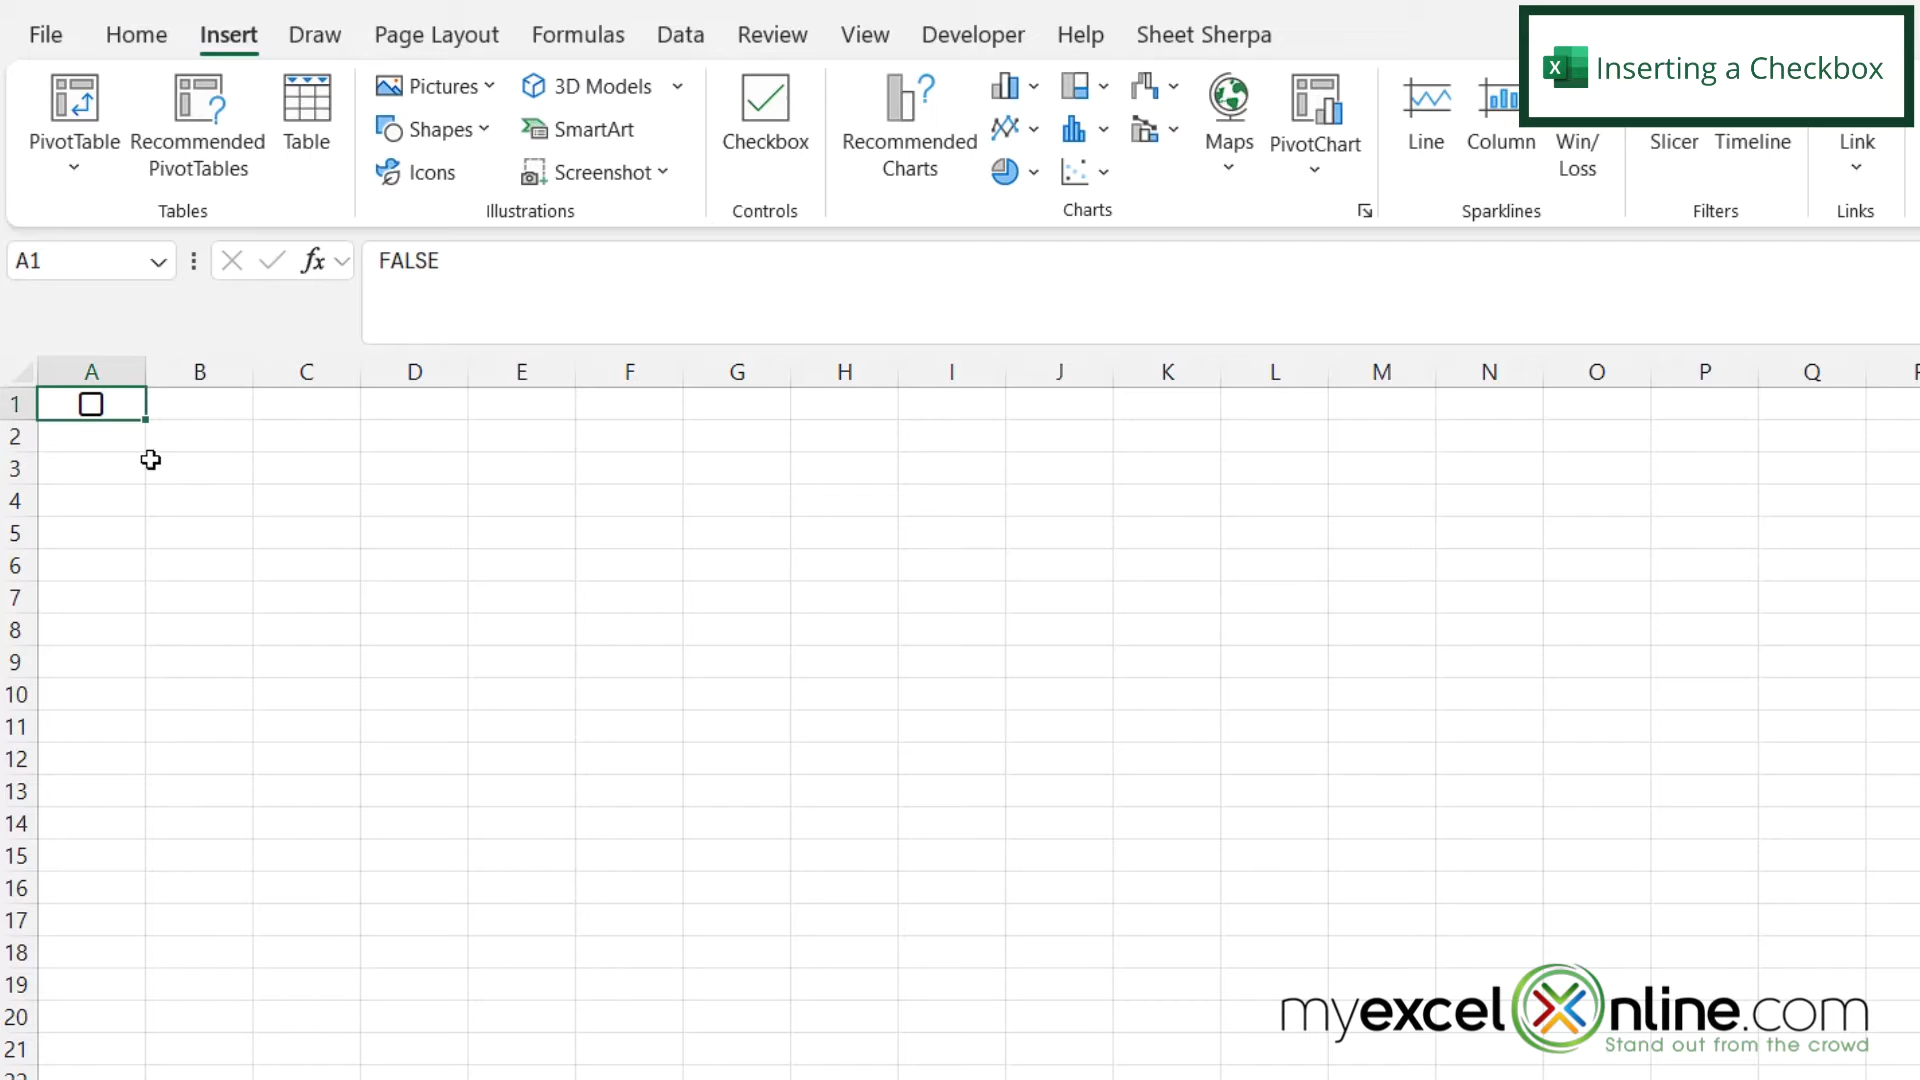 File Home Insert Draw Page Layout Formulas Data Review View Developer Help Sheet Sherpa
Inserting a Checkbox
PivotTable
Recommended
PivotTables
Table
Pictures
Shapes
Icons
3D Models
SmartArt
Screenshot
Checkbox
Recommended
Charts
Maps
PivotChart
Line
Column
Win/
Loss
Slicer
Timeline
Link
Tables
Illustrations
Controls
Charts
Sparklines
Filters
Links
A1
fx
FALSE
A B C D E F G H I J K L M N O P Q
1
2
3
4
5
6
7
8
9
10
11
12
13
14
15
16
17
18
19
20
21
myexcelonline.com
Stand out from the crowd